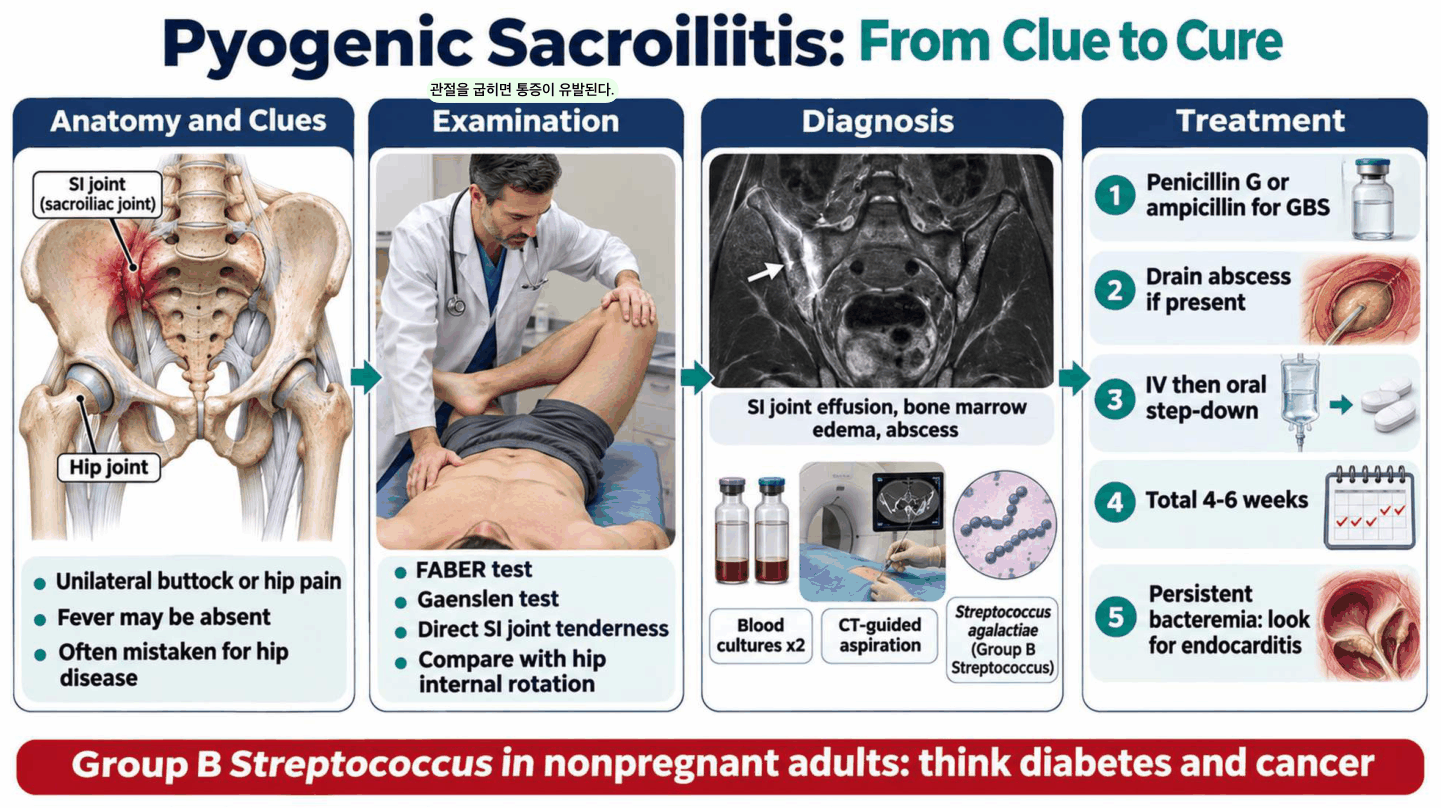 Pyogenic Sacroiliitis: From Clue to Cure
관절을 굽히면 통증이 유발된다.
Anatomy and Clues
SI joint
(sacroiliac joint)
Hip joint
Unilateral buttock or hip pain
Fever may be absent
Often mistaken for hip
disease
Examination
FABER test
Gaenslen test
Direct SI joint tenderness
Compare with hip
internal rotation
Diagnosis
SI joint effusion, bone marrow
edema, abscess
Blood
cultures x2
CT-guided
aspiration
Streptococcus
agalactiae
(Group B
Streptococcus)
Treatment
1
Penicillin G or
ampicillin for GBS
2
Drain abscess
if present
3
IV then oral
step-down
4
Total 4-6 weeks
5
Persistent
bacteremia: look
for endocarditis
Group B Streptococcus in nonpregnant adults: think diabetes and cancer